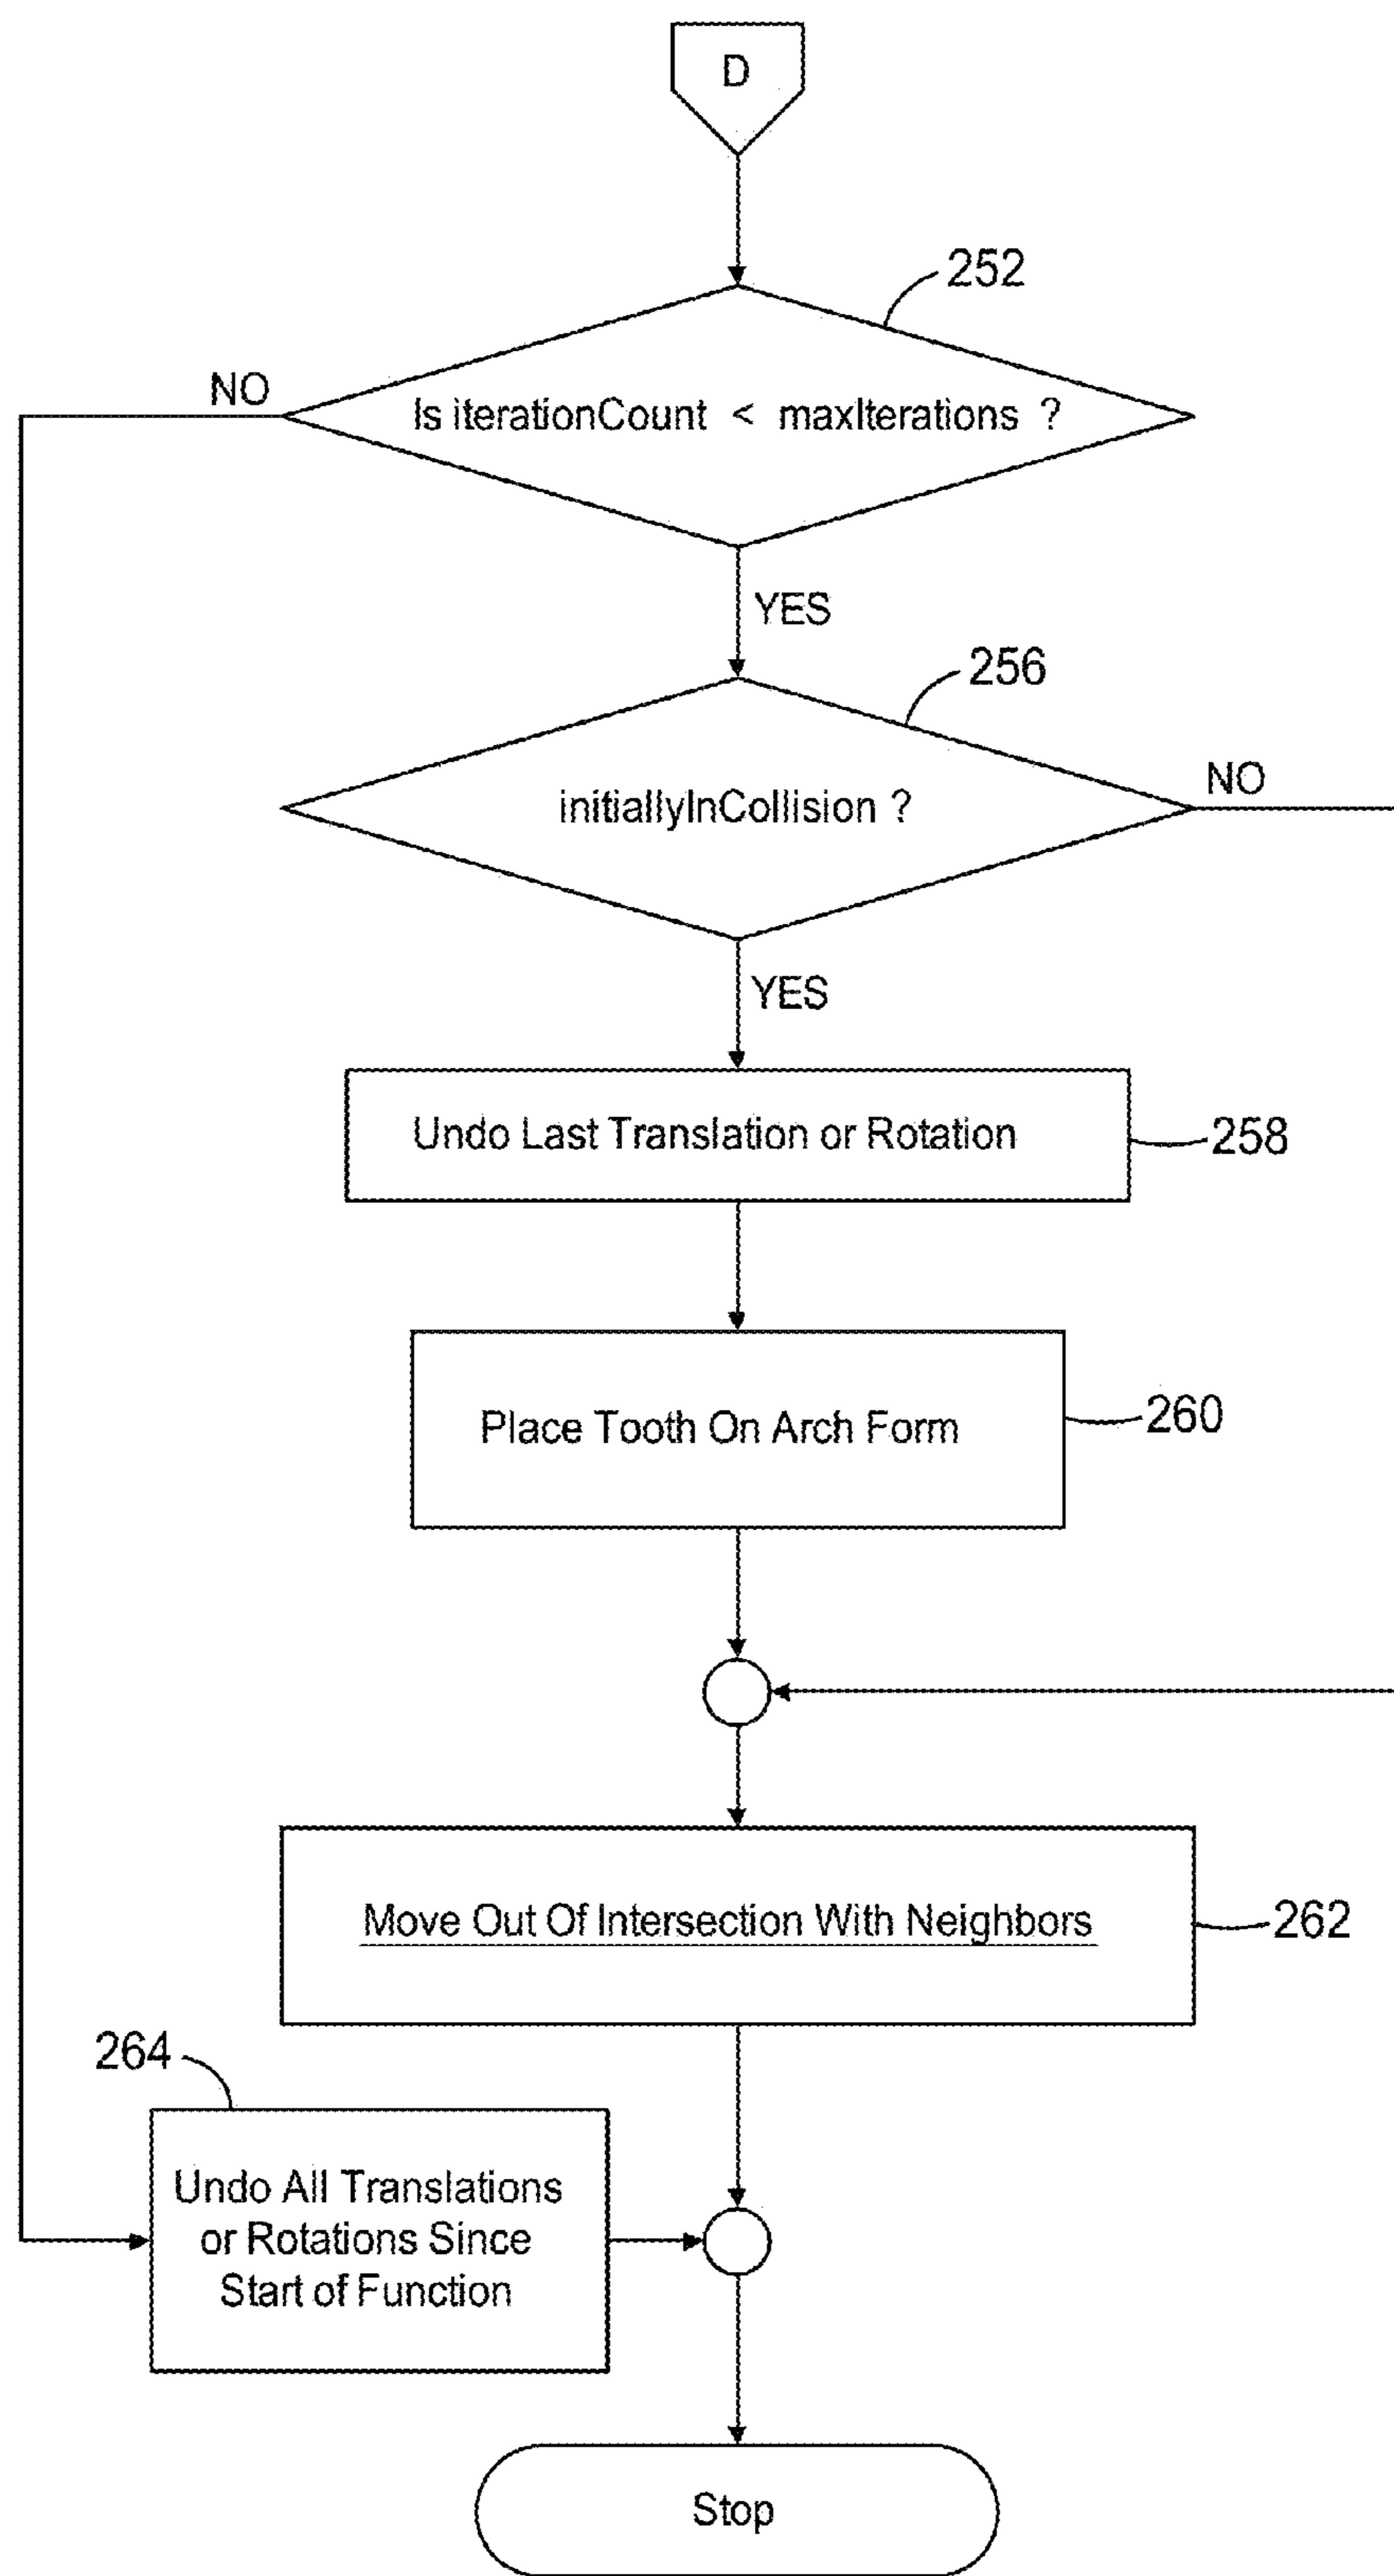 D
252
NO
Is iterationCount < maxIterations ?
YES
256
NO
initiallyInCollision ?
YES
Undo Last Translation or Rotation
258
Place Tooth On Arch Form
260
Move Out Of Intersection With Neighbors
262
264
Undo All Translations
or Rotations Since
Start of Function
Stop